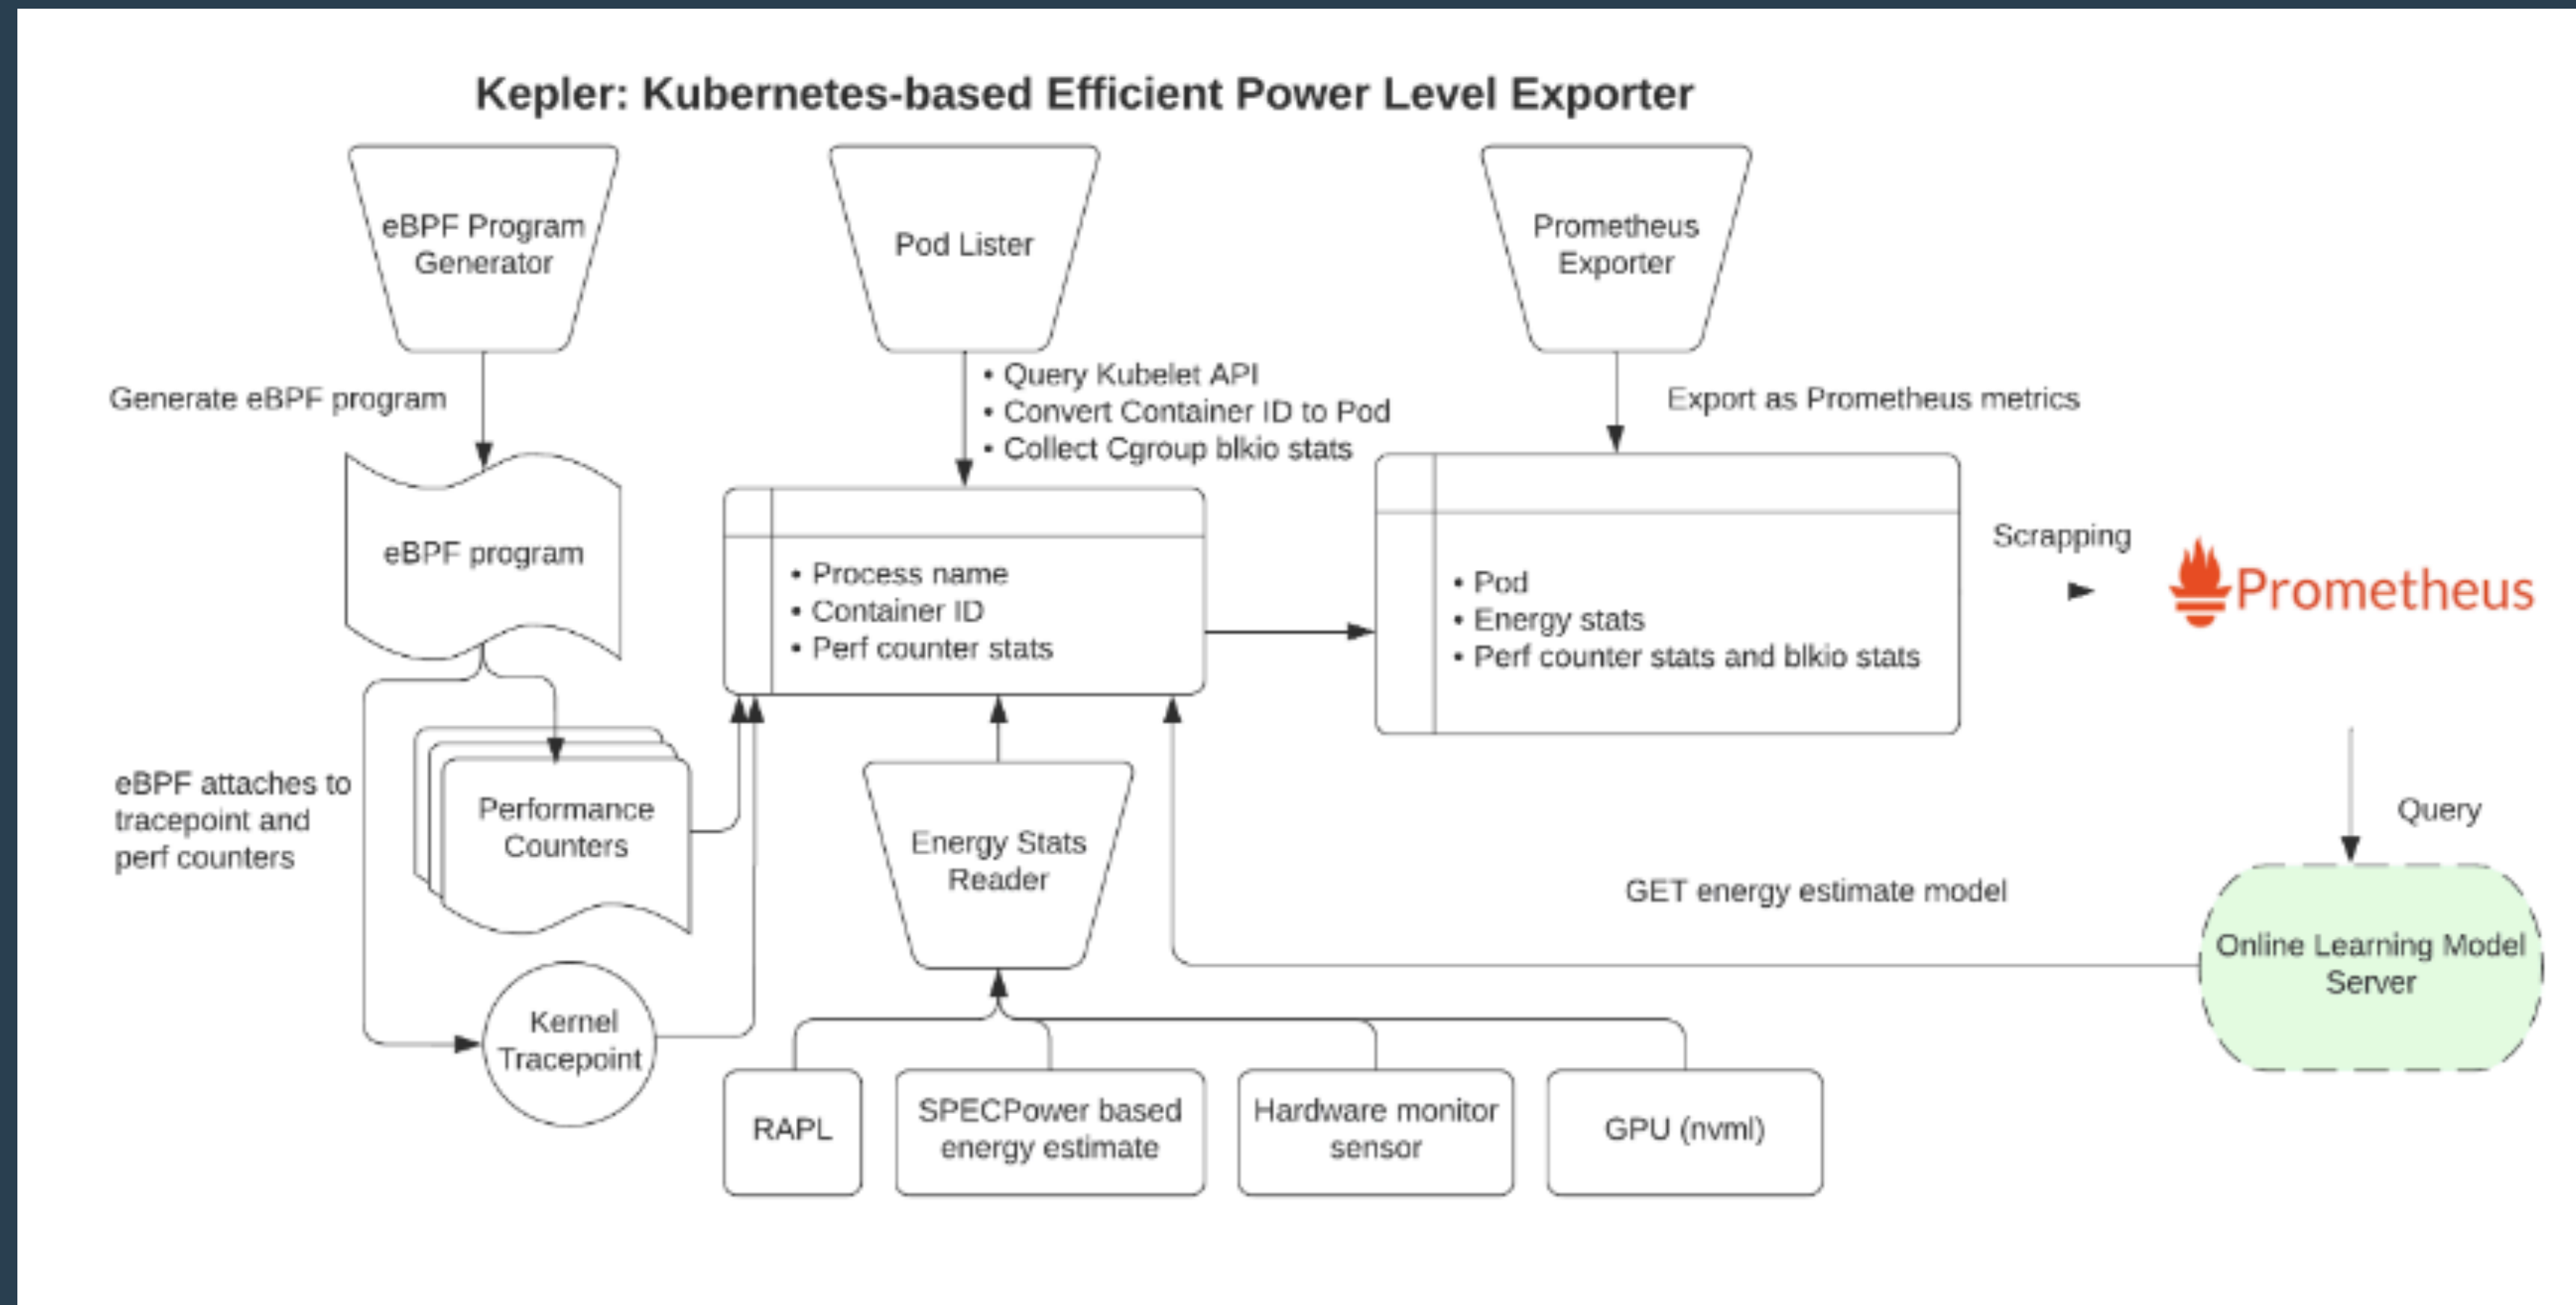 Kepler: Kubernetes-based Efficient Power Level Exporter
eBPF Program
Generator
Pod Lister
Prometheus
Exporter
Generate eBPF program
• Query Kubelet API
• Convert Container ID to Pod
• Collect Cgroup blkio stats
Export as Prometheus metrics
eBPF program
• Process name
• Container ID
• Perf counter stats
• Pod
• Energy stats
• Perf counter stats and blkio stats
Scrapping
Prometheus
eBPF attaches to
tracepoint and
perf counters
Performance
Counters
Energy Stats
Reader
Query
GET energy estimate model
Online Learning Model
Server
Kernel
Tracepoint
RAPL
SPECPower based
energy estimate
Hardware monitor
sensor
GPU (nvml)